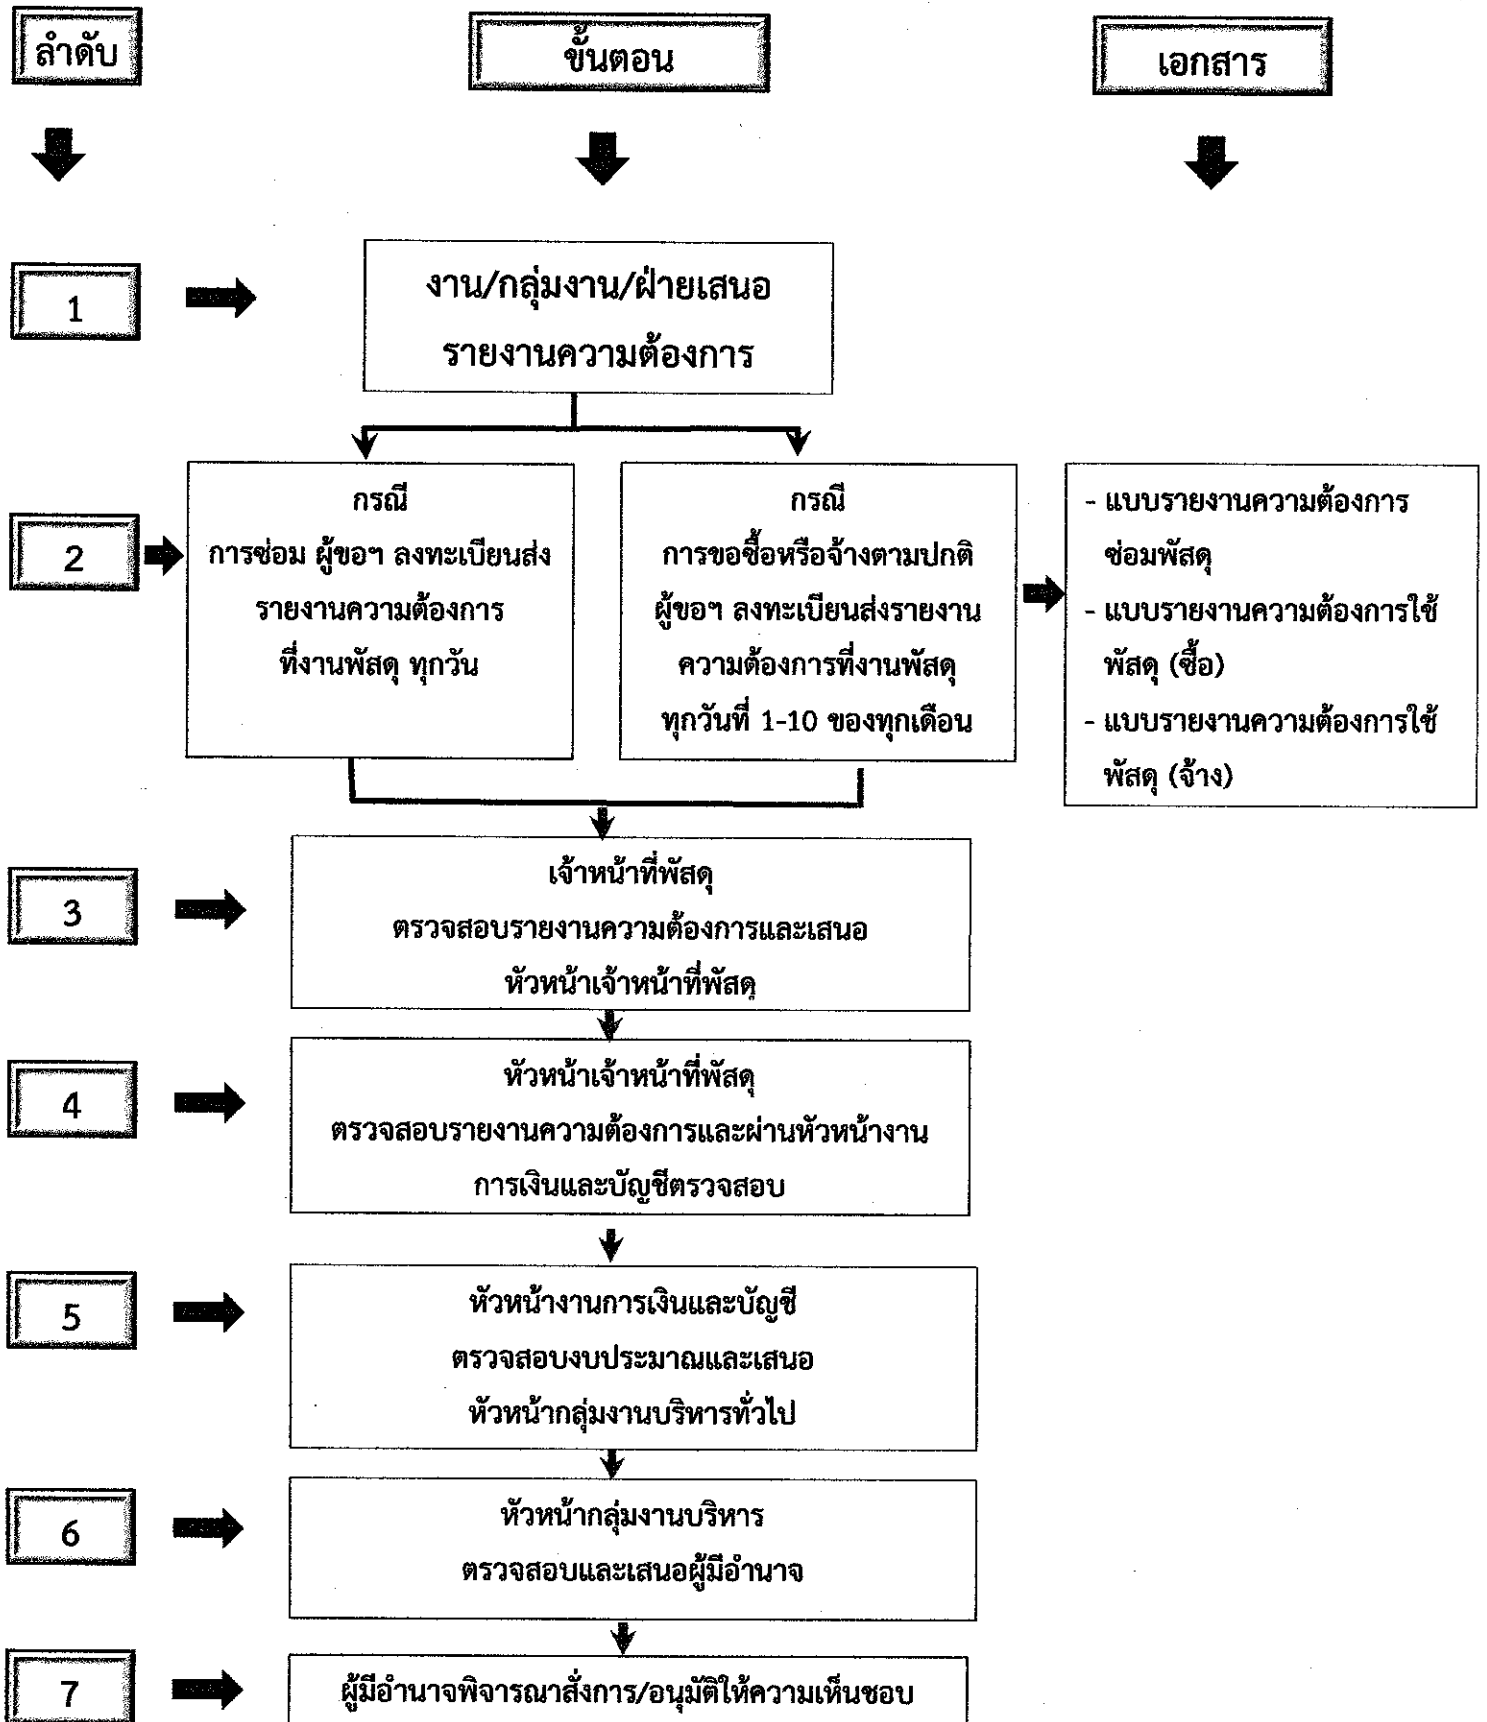 ลำดับ
ขั้นตอน
เอกสาร
1
งาน/กลุ่มงาน/ฝ่ายเสนอ
รายงานความต้องการ
2
กรณี
การซ่อม ผู้ขอฯ ลงทะเบียนส่ง
รายงานความต้องการ
ที่งานพัสดุ ทุกวัน
กรณี
การขอซื้อหรือจ้างตามปกติ
ผู้ขอฯ ลงทะเบียนส่งรายงาน
ความต้องการที่งานพัสดุ
ทุกวันที่ 1-10 ของทุกเดือน
- แบบรายงานความต้องการ
ซ่อมพัสดุ
- แบบรายงานความต้องการใช้
พัสดุ (ซื้อ)
- แบบรายงานความต้องการใช้
พัสดุ (จ้าง)
3
เจ้าหน้าที่พัสดุ
ตรวจสอบรายงานความต้องการและเสนอ
หัวหน้าเจ้าหน้าที่พัสดุ
4
หัวหน้าเจ้าหน้าที่พัสดุ
ตรวจสอบรายงานความต้องการและผ่านหัวหน้างาน
การเงินและบัญชีตรวจสอบ
5
หัวหน้างานการเงินและบัญชี
ตรวจสอบงบประมาณและเสนอ
หัวหน้ากลุ่มงานบริหารทั่วไป
6
หัวหน้ากลุ่มงานบริหาร
ตรวจสอบและเสนอผู้มีอำนาจ
7
ผู้มีอำนาจพิจารณาสั่งการ/อนุมัติให้ความเห็นชอบ